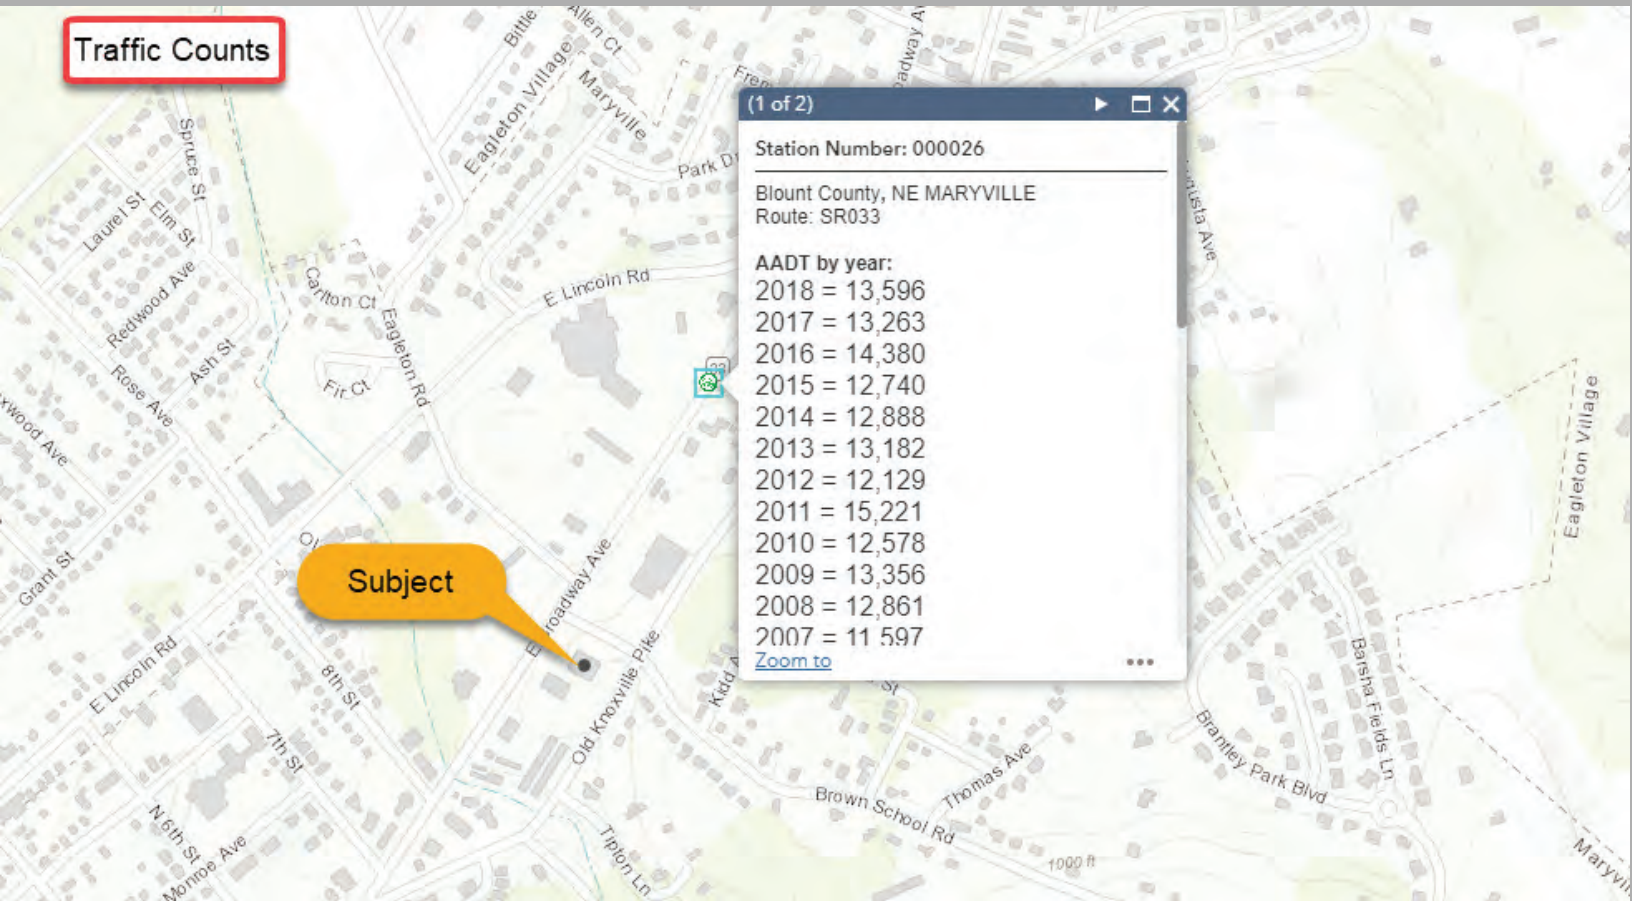 Traffic Counts
Bittle
Allen Ct
Eagleton Village
Maryville
Spruce St
Park
Laurel St
Elm St
Redwood Ave
Ash St
Rose Ave
Carlton Ct
Eagleton Rd
Fir Ct
E Lincoln Rd
33
(1 of 2)
Station Number: 000026
Blount County, NE MARYVILLE
Route: SR033
AADT by year:
2018 = 13,596
2017 = 13,263
2016 = 14,380
2015 = 12,740
2014 = 12,888
2013 = 13,182
2012 = 12,129
2011 = 15,221
2010 = 12,578
2009 = 13,356
2008 = 12,861
2007 = 11 597
Zoom to
Eagleton Village
Grant St
Subject
Old Knoxville Pike
Kidd
St
E Lincoln Rd
8th St
7th St
N 6th St
Monroe Ave
Tipton Ln
Brown School Rd
Thomas Ave
Brantley Park Blvd
Barsha Fields Ln
1000 ft